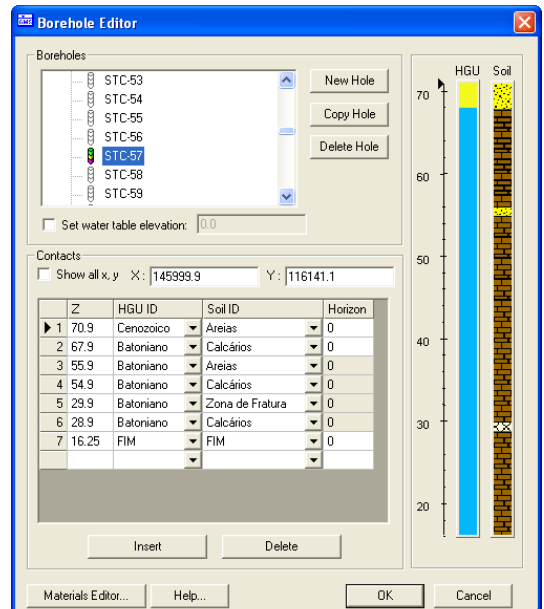 Borehole Editor
Boreholes
STC-53
STC-54
STC-55
STC-56
STC-57
STC-58
STC-59
New Hole
Copy Hole
Delete Hole
Set water table elevation: 0.0
Contacts
Show all x, y X: 145999.9 Y: 116141.1
Z HGU ID Soil ID Horizon
1 70.9 Cenozoico Areias 0
2 67.9 Batoniano Calcários 0
3 55.9 Batoniano Areias 0
4 54.9 Batoniano Calcários 0
5 29.9 Batoniano Zona de Fratura 0
6 28.9 Batoniano Calcários 0
7 16.25 FIM FIM 0
Insert Delete
HGU Soil
70
60
50
40
30
20
Materials Editor... Help... OK Cancel